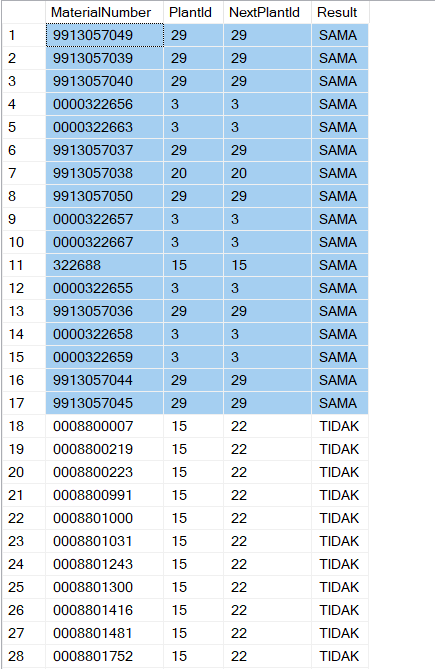 MaterialNumber PlantId NextPlantId Result
1 9913057049 29 29 SAMA
2 9913057039 29 29 SAMA
3 9913057040 29 29 SAMA
4 0000322656 3 3 SAMA
5 0000322663 3 3 SAMA
6 9913057037 29 29 SAMA
7 9913057038 20 20 SAMA
8 9913057050 29 29 SAMA
9 0000322657 3 3 SAMA
10 0000322667 3 3 SAMA
11 322688 15 15 SAMA
12 0000322655 3 3 SAMA
13 9913057036 29 29 SAMA
14 0000322658 3 3 SAMA
15 0000322659 3 3 SAMA
16 9913057044 29 29 SAMA
17 9913057045 29 29 SAMA
18 0008800007 15 22 TIDAK
19 0008800219 15 22 TIDAK
20 0008800223 15 22 TIDAK
21 0008800991 15 22 TIDAK
22 0008801000 15 22 TIDAK
23 0008801031 15 22 TIDAK
24 0008801243 15 22 TIDAK
25 0008801300 15 22 TIDAK
26 0008801416 15 22 TIDAK
27 0008801481 15 22 TIDAK
28 0008801752 15 22 TIDAK